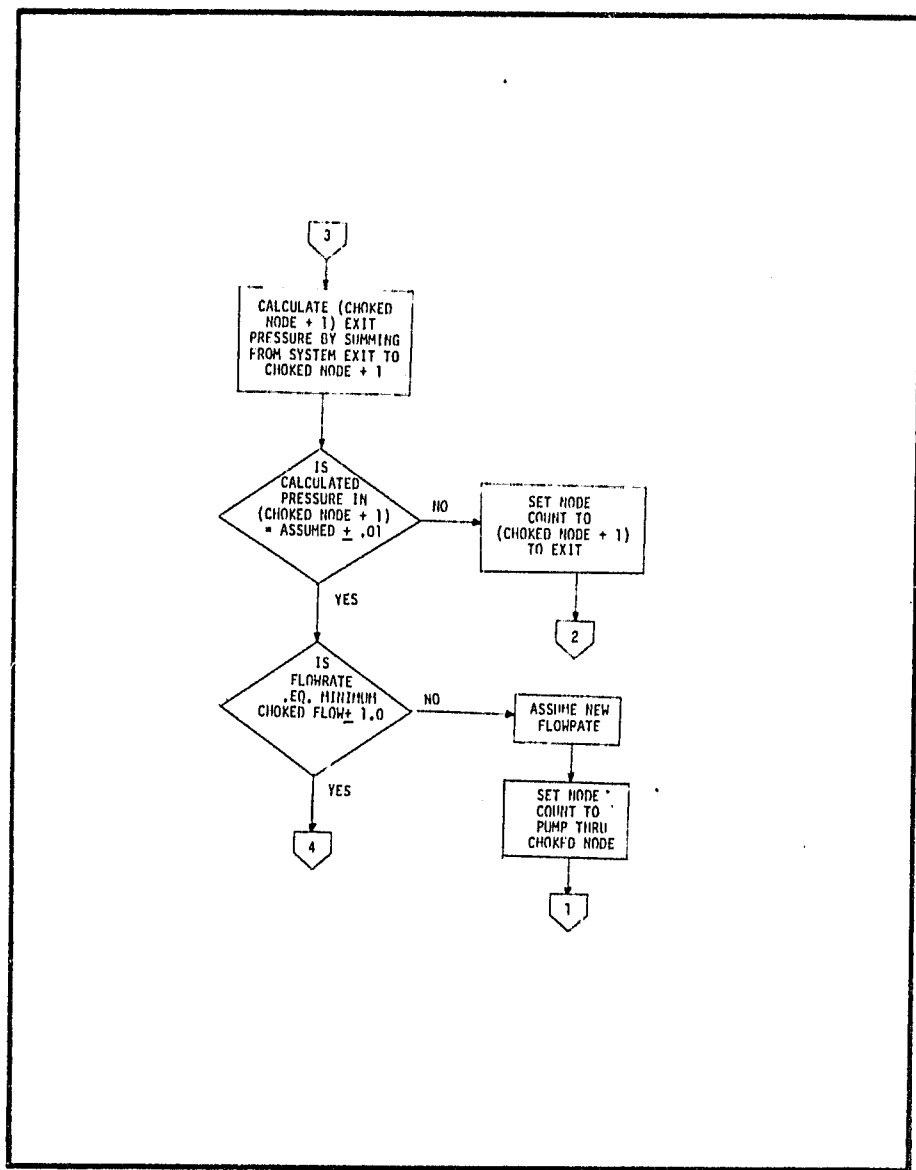 3
CALCULATE (CHOKED
NODE + 1) EXIT
PRESSURE BY SUMMING
FROM SYSTEM EXIT TO
CHOKED NODE + 1
IS
CALCULATED
PRESSURE IN
(CHOKED NODE + 1)
= ASSUMED ± .01
NO
SET NODE
COUNT TO
(CHOKED NODE + 1)
TO EXIT
2
YES
IS
FLOWRATE
.EQ. MINIMUM
CHOKED FLOW± 1.0
NO
ASSUME NEW
FLOWRATE
SET NODE
COUNT TO
PUMP THRU
CHOKED NODE
1
YES
4